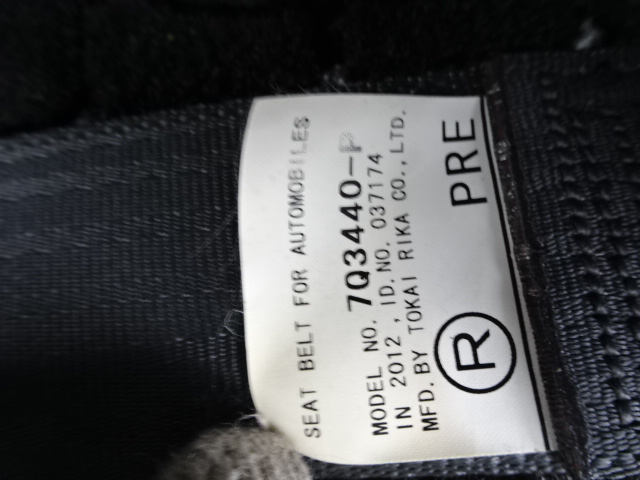 SEAT BELT FOR AUTOMOBILES
MODEL NO. 7Q3440-P
IN 2012 , ID.NO. 037174
MFD.BY TOKAI RIKA CO.,LTD.
R PRE